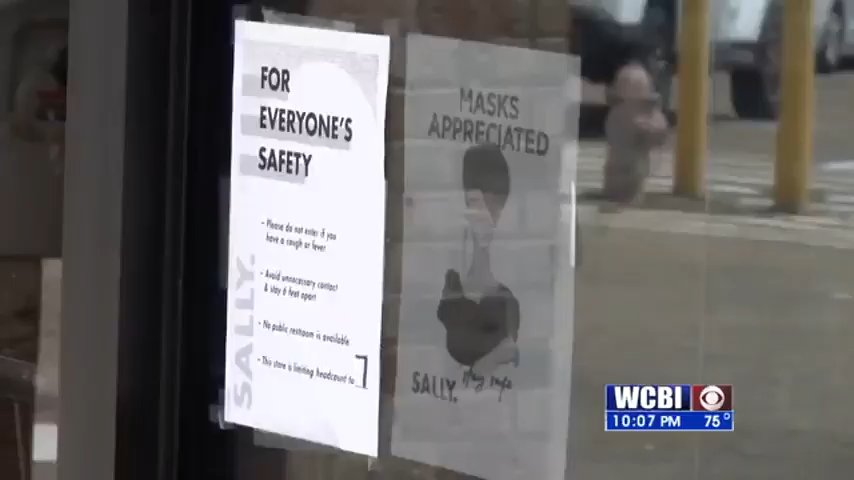 FOR
EVERYONE'S
SAFETY
- Please do not enter if you
have a cough or fever
- Avoid unnecessary contact
& stay 6 feet apart
- No public restroom is available
- This store is limiting headcount to 7
SALLY.
MASKS
APPRECIATED
SALLY. Stay safe
WCBI
10:07 PM 75°